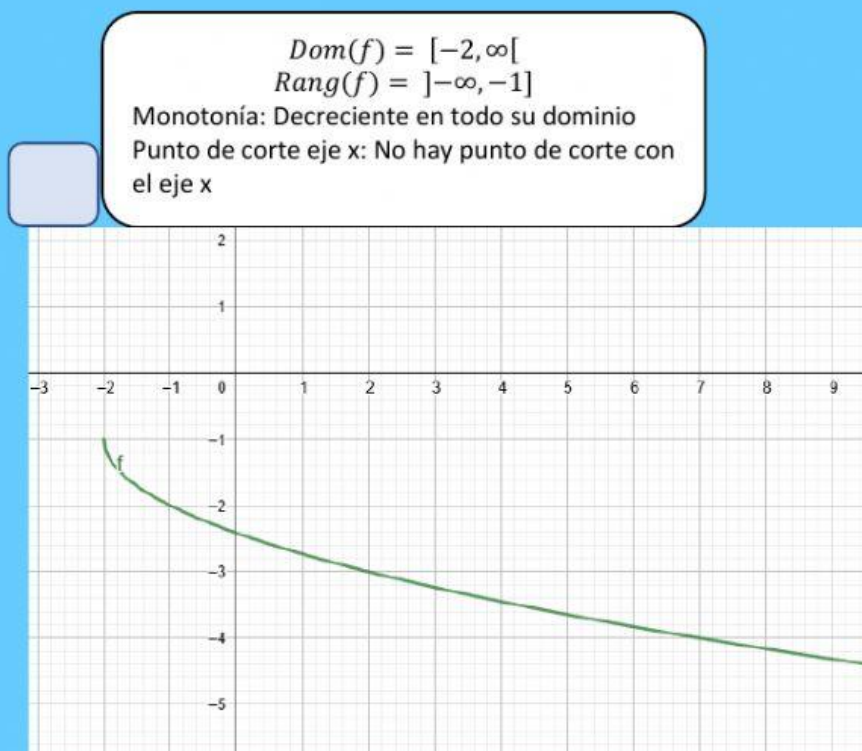 Dom(f) = [−2, ∞[
Rang(f) = ]−∞, −1]
Monotonía: Decreciente en todo su dominio
Punto de corte eje x: No hay punto de corte con
el eje x
2
1
−3 −2 −1 0 1 2 3 4 5 6 7 8 9
−1
f
−2
−3
−4
−5